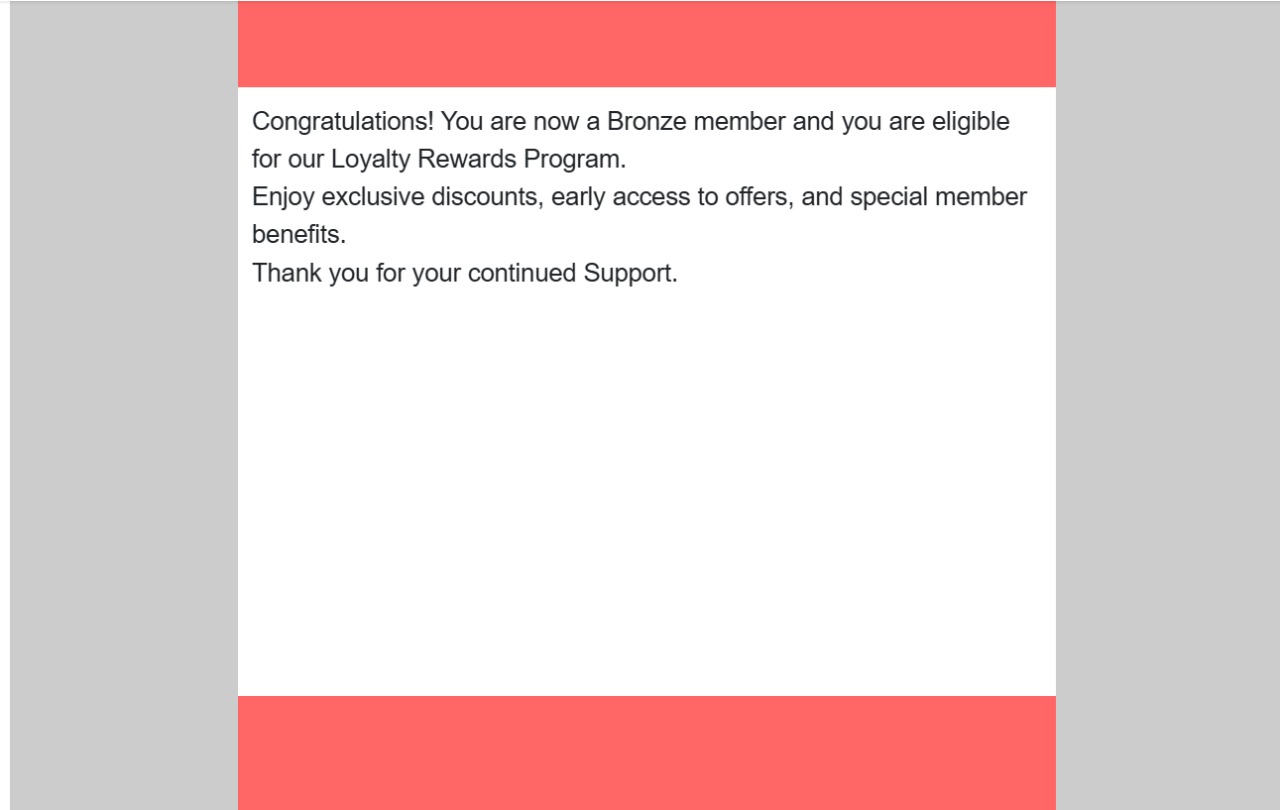 Congratulations! You are now a Bronze member and you are eligible
for our Loyalty Rewards Program.
Enjoy exclusive discounts, early access to offers, and special member
benefits.
Thank you for your continued Support.